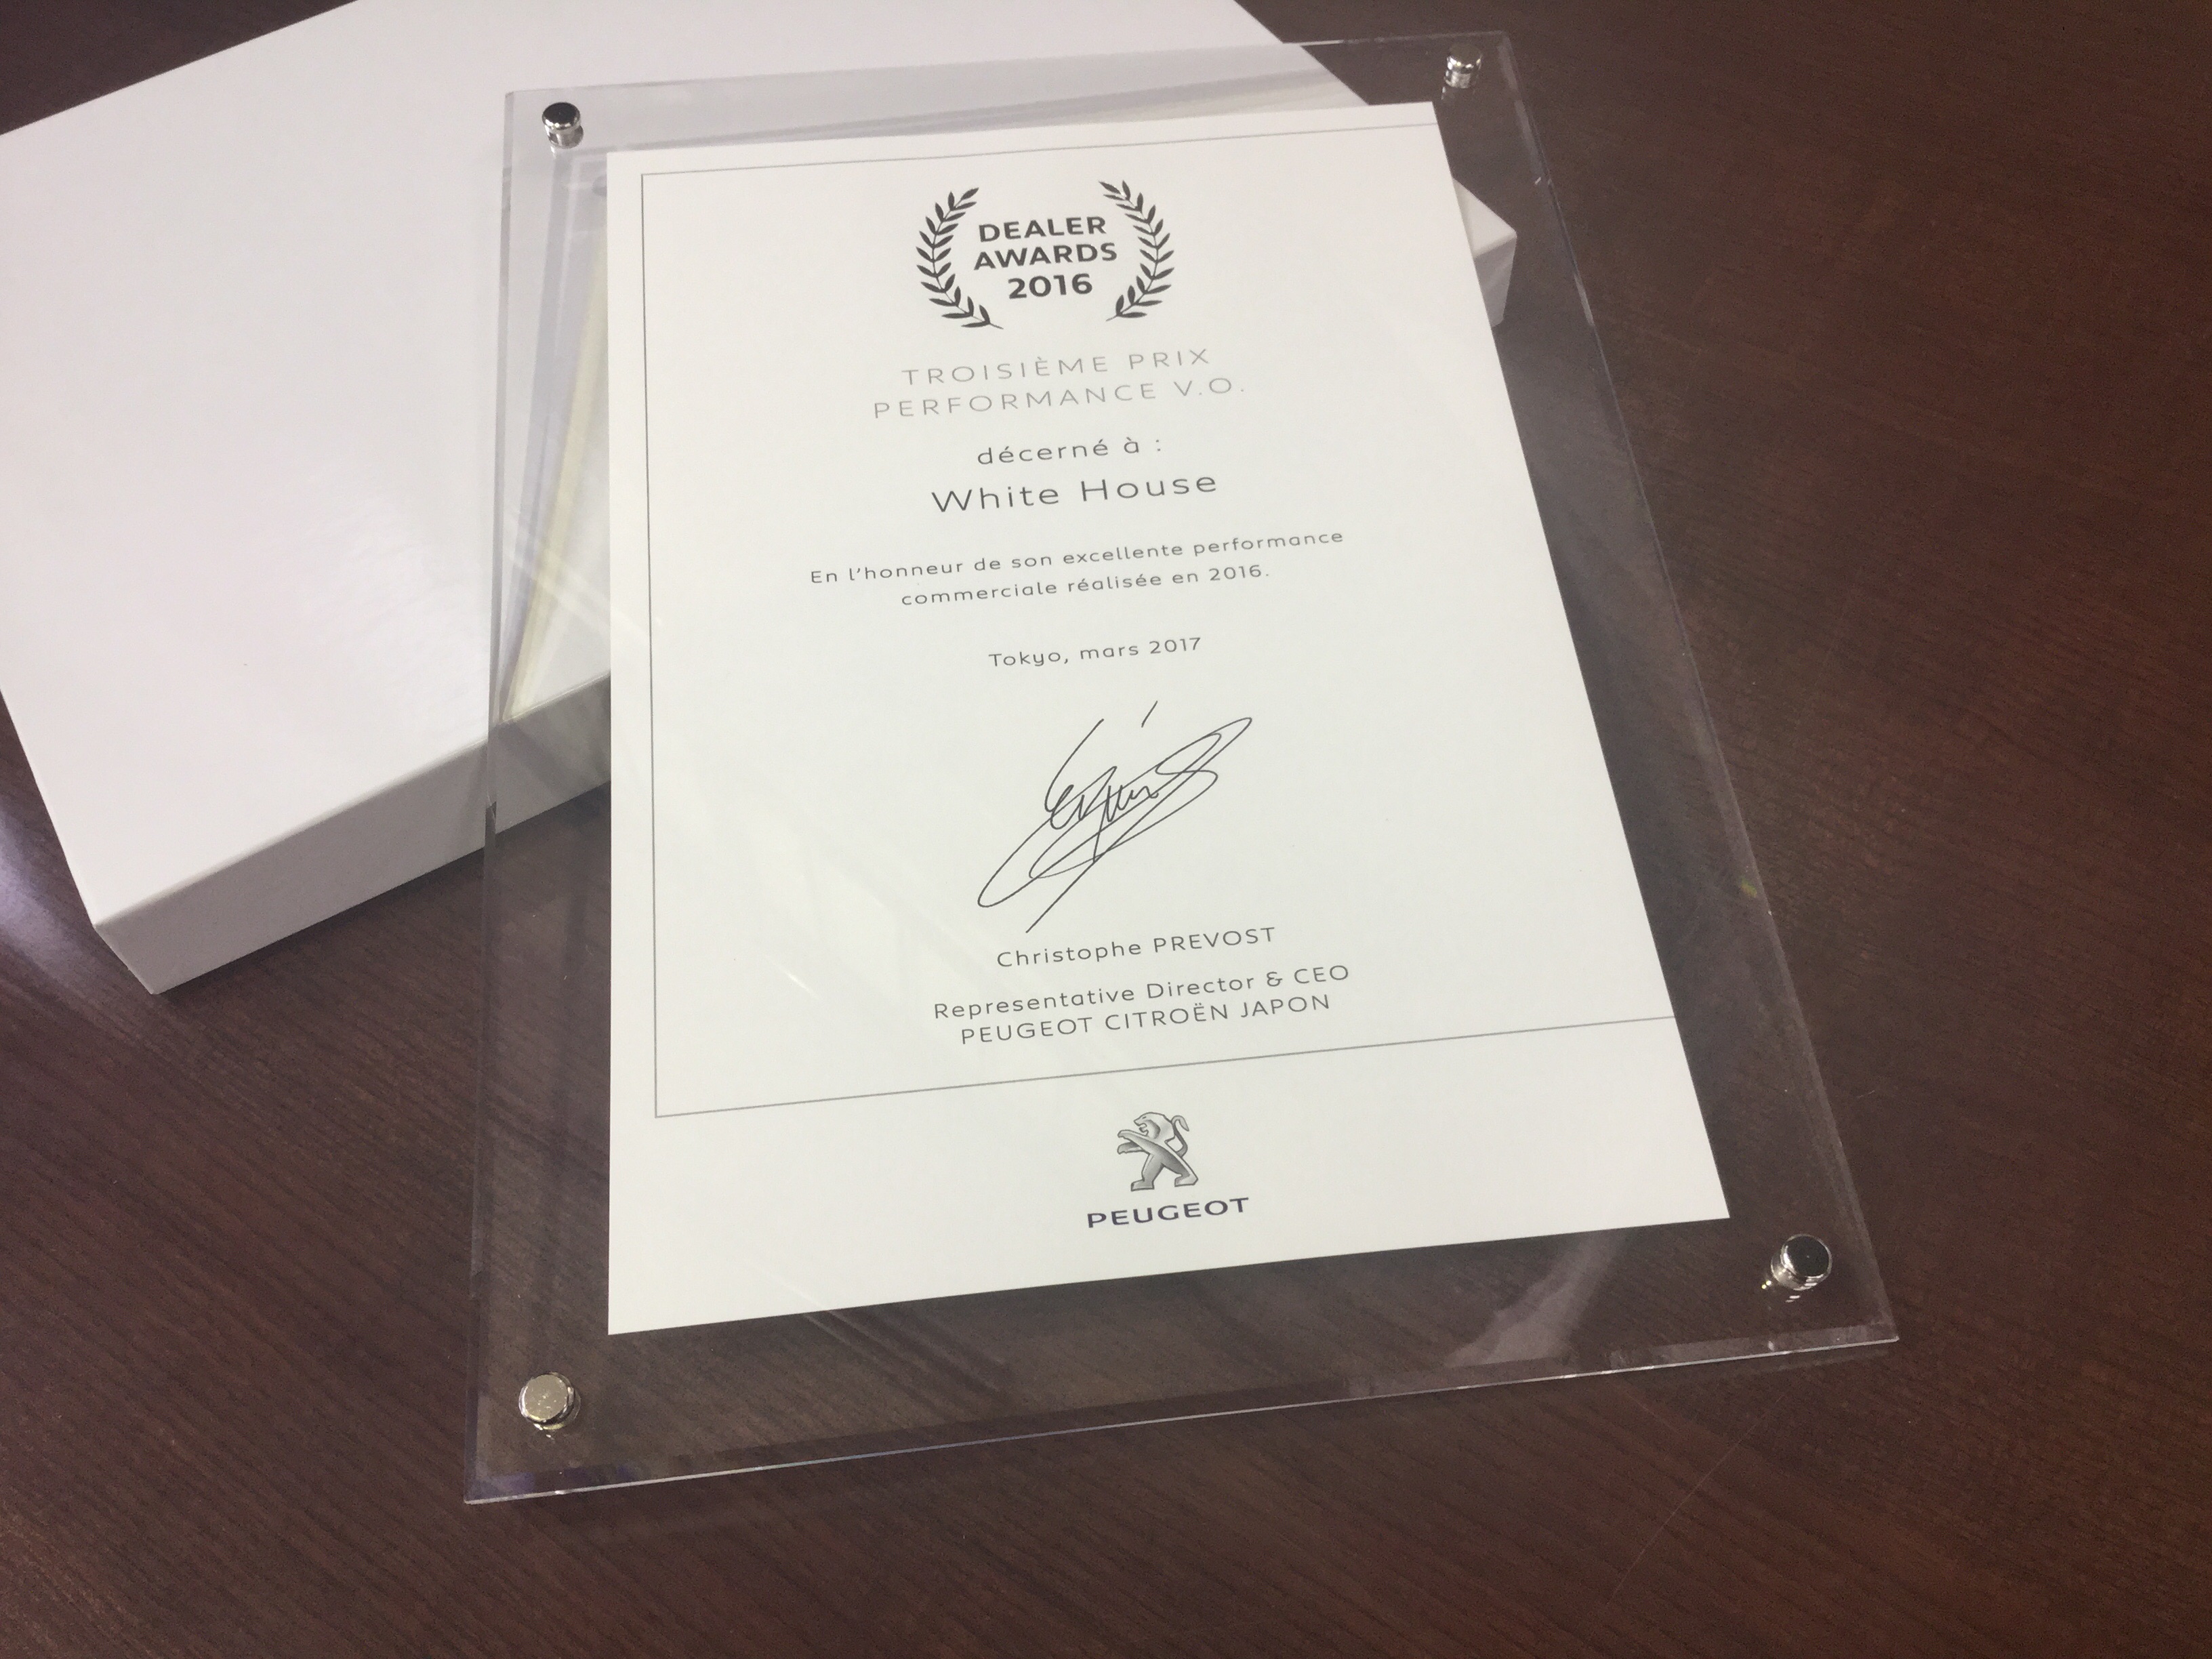 DEALER
AWARDS
2016
TROISIÈME PRIX
PERFORMANCE V.O.
décerné à :
White House
En l'honneur de son excellente performance
commerciale réalisée en 2016.
Tokyo, mars 2017
Christophe PREVOST
Representative Director & CEO
PEUGEOT CITROËN JAPON
PEUGEOT